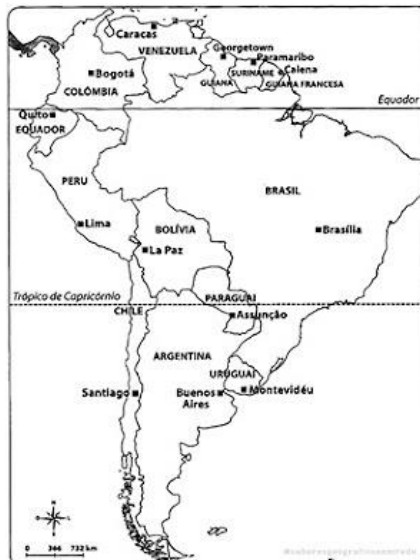 Caracas
VENEZUELA
Georgetown
Paramaribo
Bogotá
SURINAME
Caiena
COLÔMBIA
GUIANA
GUIANA FRANCESA
Equador
Quito
EQUADOR
PERU
BRASIL
Lima
BOLÍVIA
Brasília
La Paz
Trópico de Capricórnio
PARAGUAI
CHILE
Assunção
ARGENTINA
URUGUAI
Santiago
Buenos
Aires
Montevidéu
N
0 366 732 km